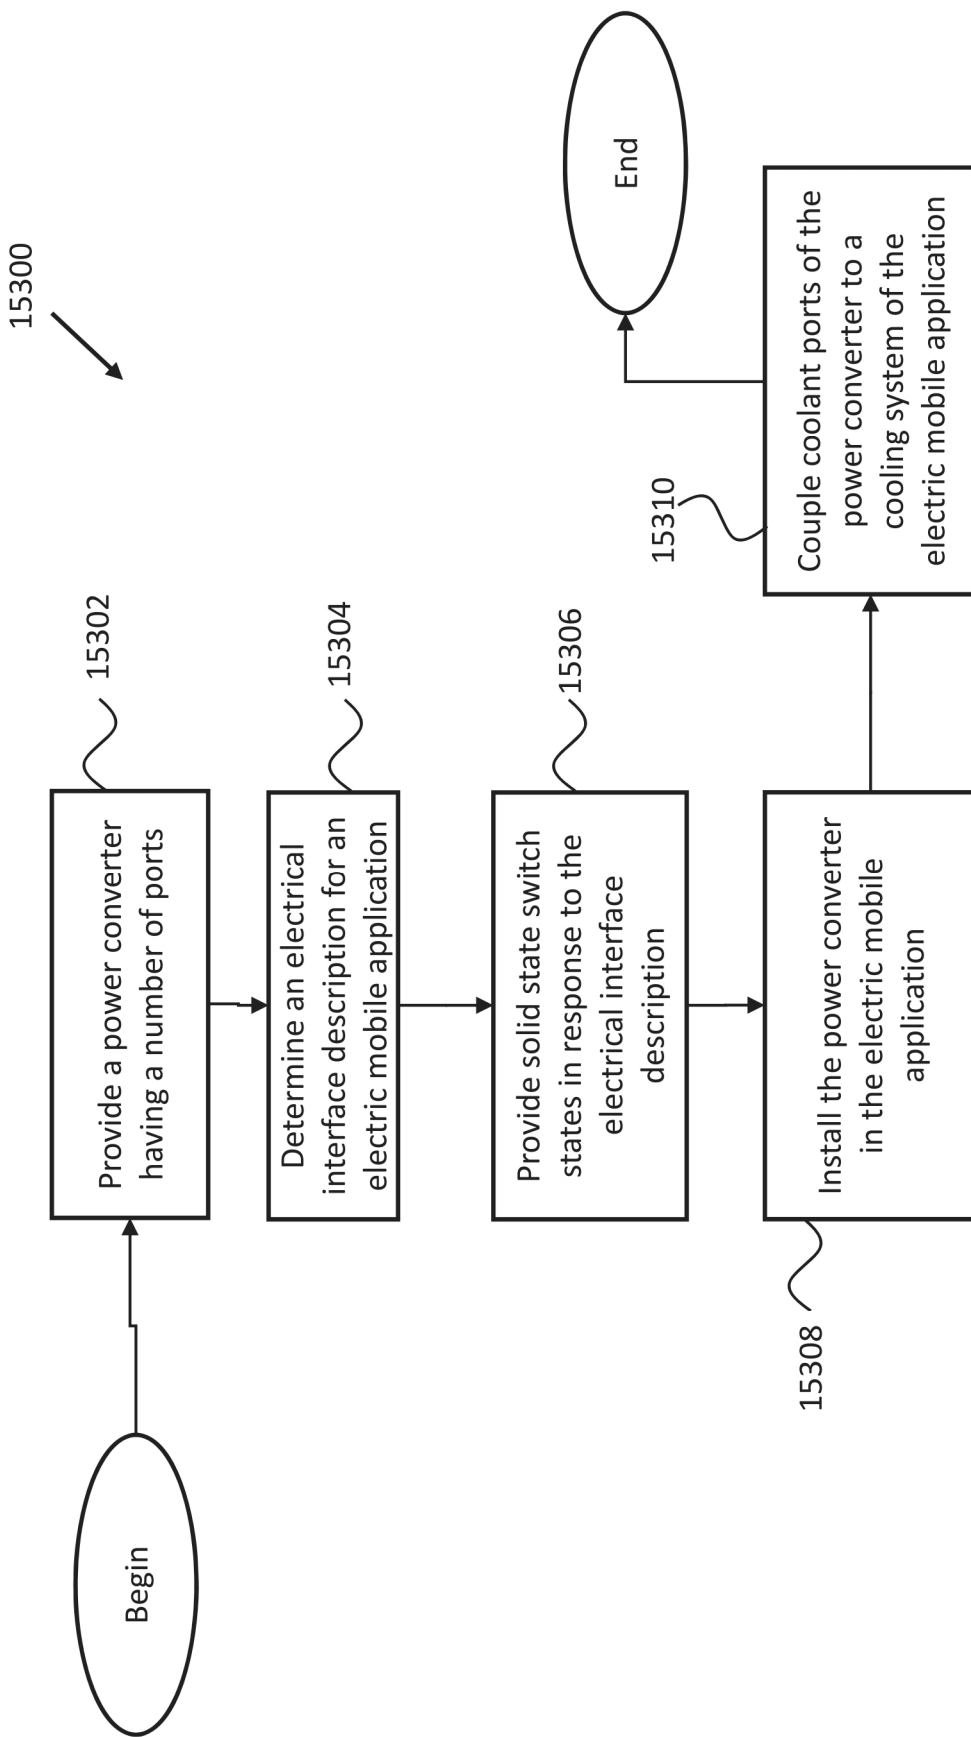 15300
Begin
Provide a power converter
having a number of ports
15302
Determine an electrical
interface description for an
electric mobile application
15304
Provide solid state switch
states in response to the
electrical interface
description
15306
Install the power converter
in the electric mobile
application
15308
Couple coolant ports of the
power converter to a
cooling system of the
electric mobile application
15310
End